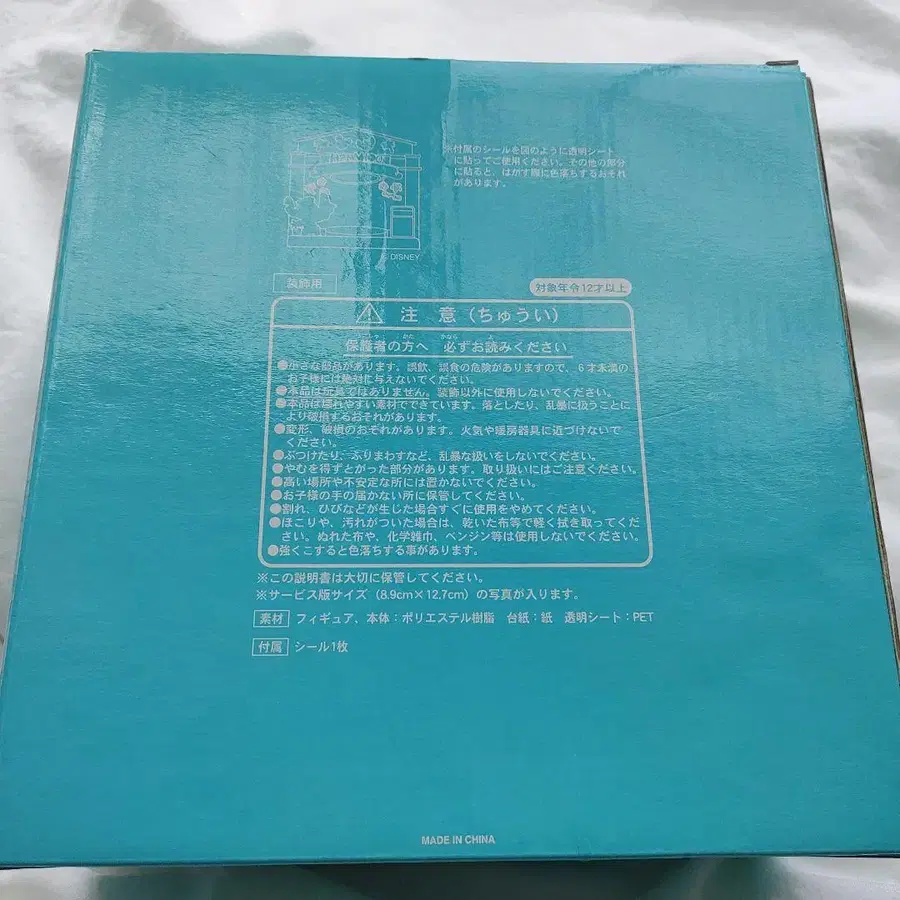 ※付属のシールを図のように透明シート
に貼ってご使用ください。その他の部分
に貼ると、はがす際に色落ちするおそれ
があります。
© DISNEY
装飾用
対象年令12才以上
注 意（ちゅうい）
保護者の方へ 必ずお読みください
●小さな部品があります。誤飲、誤食の危険がありますので、6才未満の
お子様には絶対に与えないでください。
●本品は玩具ではありません。装飾以外に使用しないでください。
●本品は壊れやすい素材でできています。落としたり、乱暴に扱うことに
より破損するおそれがあります。
●変形、破損のおそれがあります。火気や暖房器具に近づけないで
ください。
●ぶつけたり、ふりまわすなど、乱暴な扱いをしないでください。
●やむを得ずとがった部分があります。取り扱いにはご注意ください。
●高い場所や不安定な所には置かないでください。
●お子様の手の届かない所に保管してください。
●割れ、ひびなどが生じた場合すぐに使用をやめてください。
●ほこりや、汚れがついた場合は、乾いた布等で軽く拭き取ってくだ
さい。ぬれた布や、化学雑巾、ベンジン等は使用しないでください。
●強くこすると色落ちする事があります。
※この説明書は大切に保管してください。
※サービス版サイズ（8.9cm×12.7cm）の写真が入ります。
素材 フィギュア、本体：ポリエステル樹脂 台紙：紙 透明シート：PET
付属 シール1枚
MADE IN CHINA